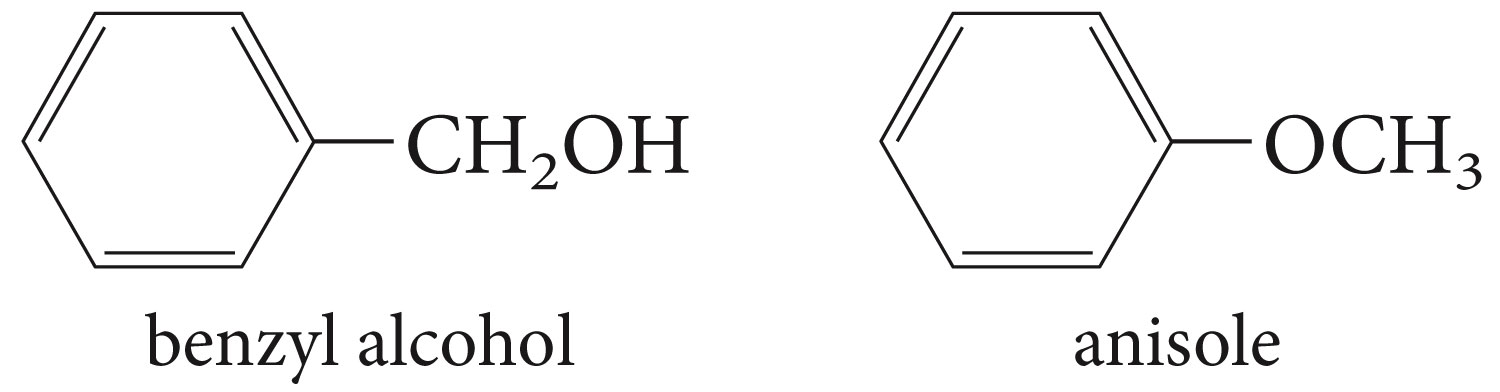 CH₂OH
OCH₃
benzyl alcohol
anisole